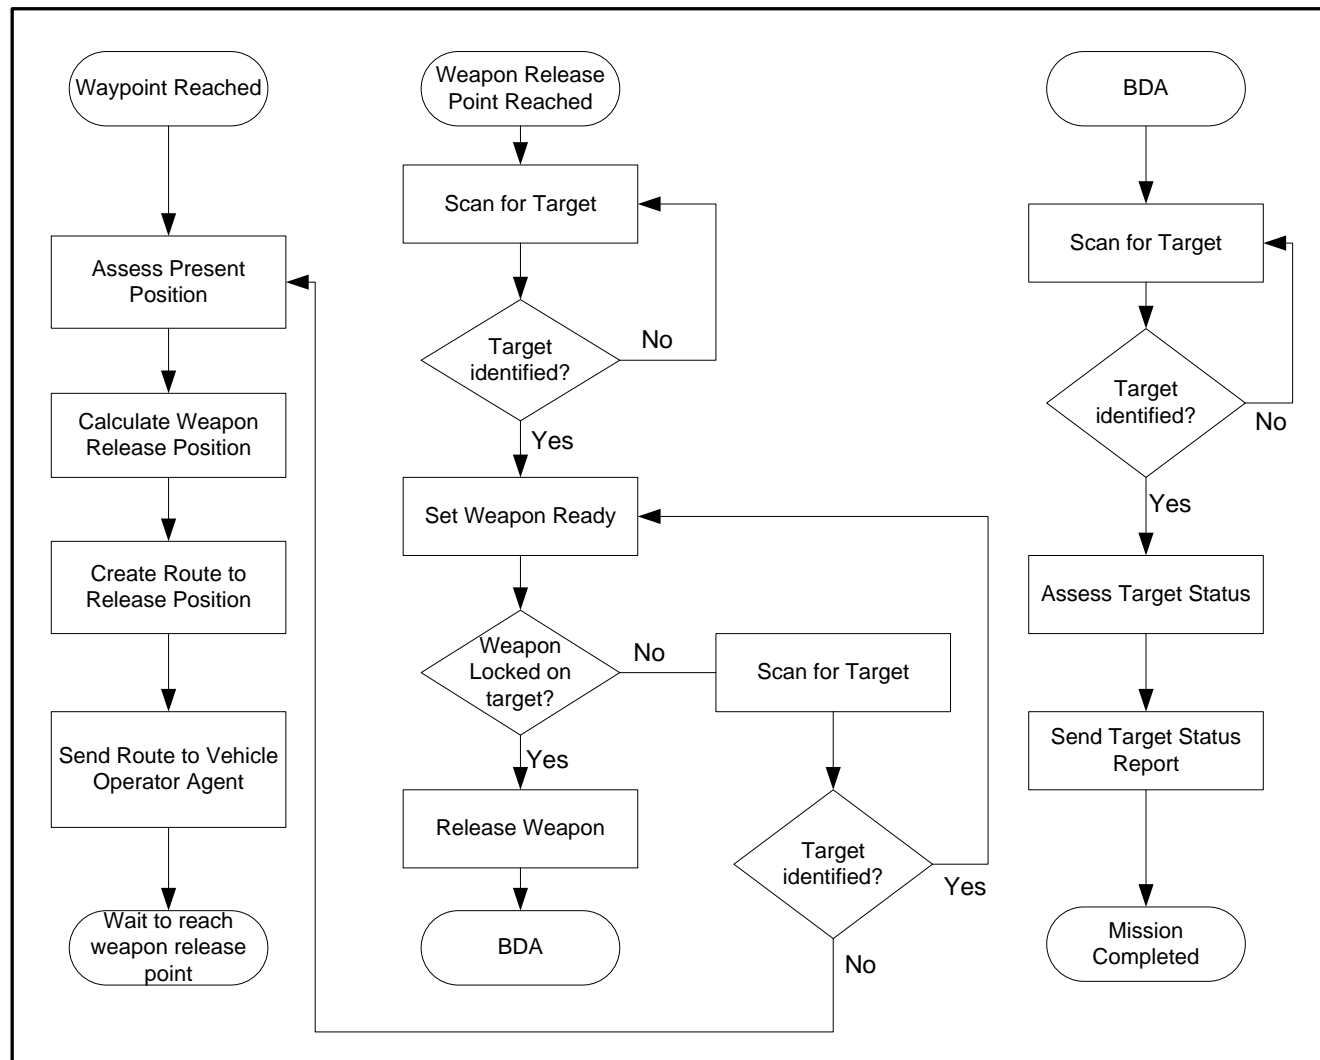 Waypoint Reached
Assess Present
Position
Calculate Weapon
Release Position
Create Route to
Release Position
Send Route to Vehicle
Operator Agent
Wait to reach
weapon release
point
Weapon Release
Point Reached
Scan for Target
Target
identified?
No
Yes
Set Weapon Ready
Weapon
Locked on
target?
No
Yes
Scan for Target
Target
identified?
Yes
No
Release Weapon
BDA
BDA
Scan for Target
Target
identified?
No
Yes
Assess Target Status
Send Target Status
Report
Mission
Completed